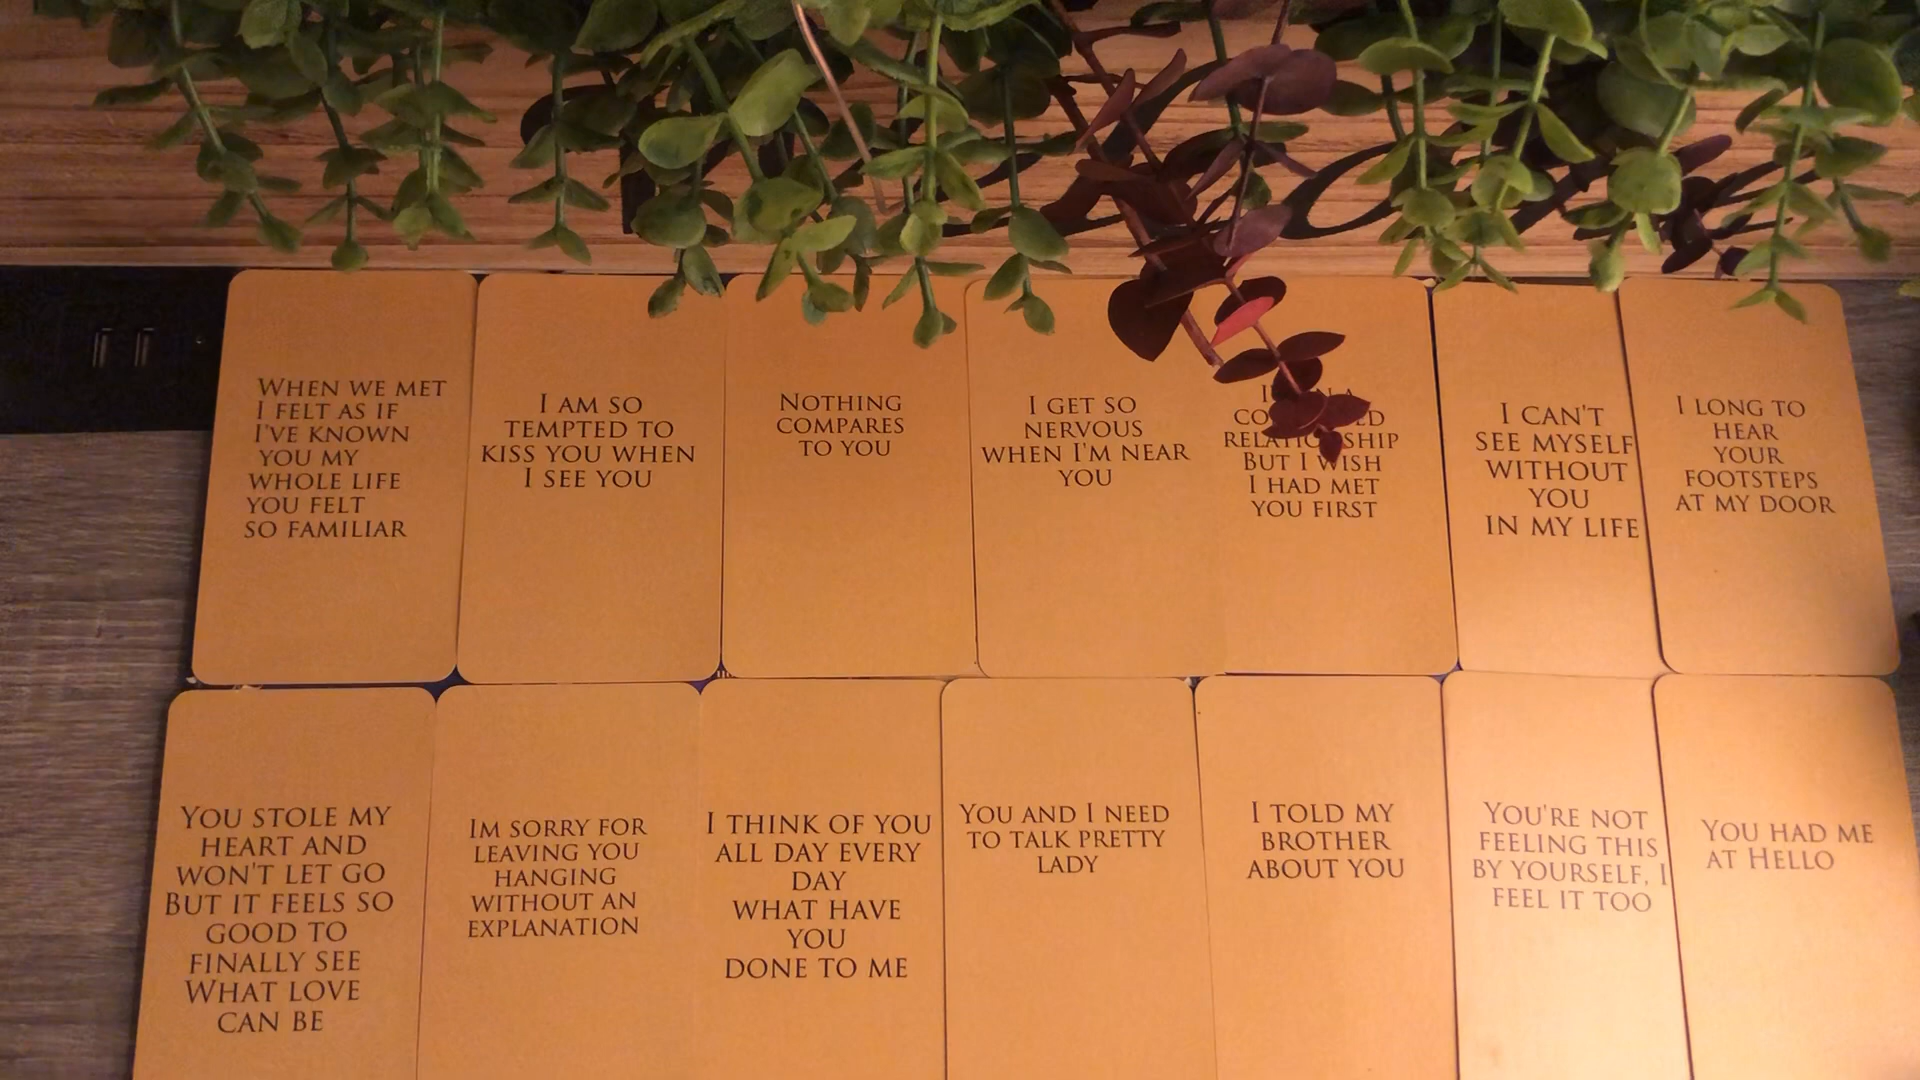 When we met
I felt as if
I've known
you my
whole life
you felt
so familiar
I am so
tempted to
kiss you when
I see you
Nothing
compares
to you
I get so
nervous
when I'm near
you
But I wish
I had met
you first
I can't
see myself
without
you
in my life
I long to
hear
your
footsteps
at my door
You stole my
heart and
won't let go
But it feels so
good to
finally see
What love
can be
Im sorry for
leaving you
hanging
without an
explanation
I think of you
all day every
day
what have
you
done to me
You and I need
to talk pretty
lady
I told my
brother
about you
You're not
feeling this
by yourself, I
feel it too
You had me
at Hello